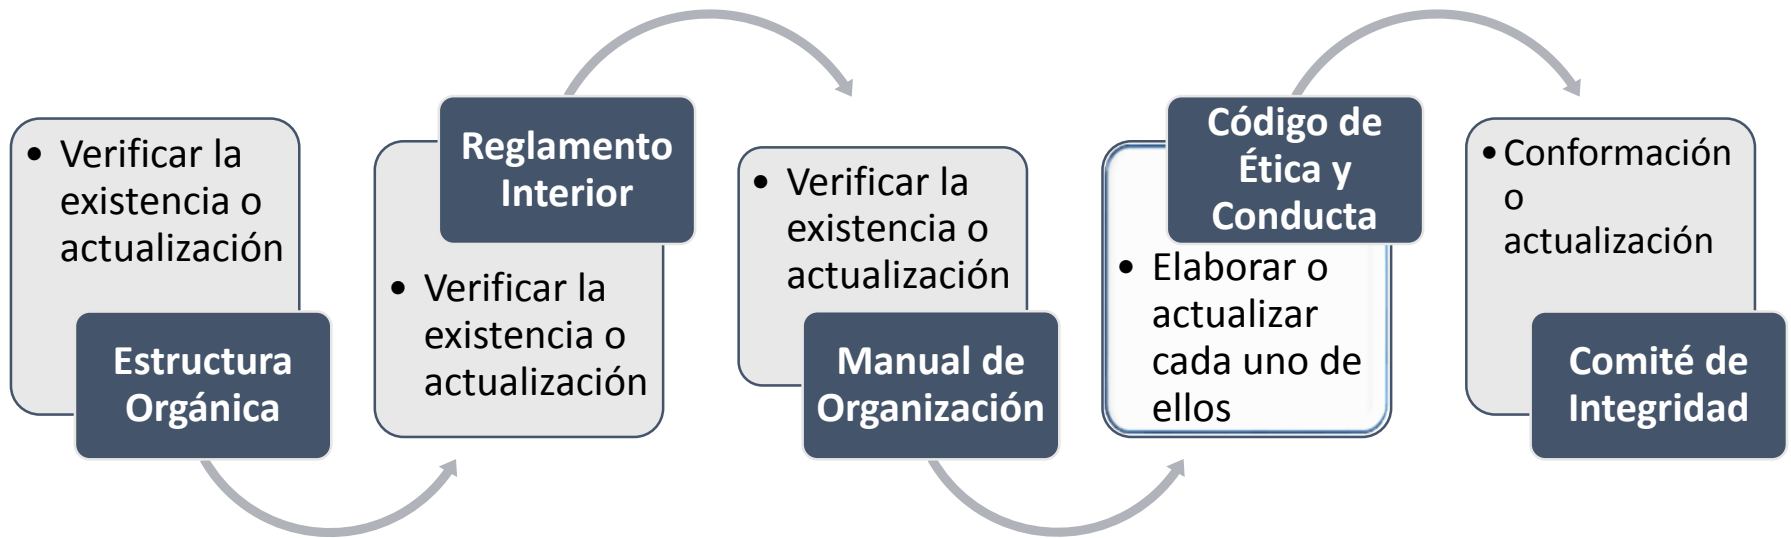 • Verificar la
existencia o
actualización
Estructura
Orgánica
Reglamento
Interior
• Verificar la
existencia o
actualización
• Verificar la
existencia o
actualización
Manual de
Organización
Código de
Ética y
Conducta
• Elaborar o
actualizar
cada uno de
ellos
• Conformación
o
actualización
Comité de
Integridad